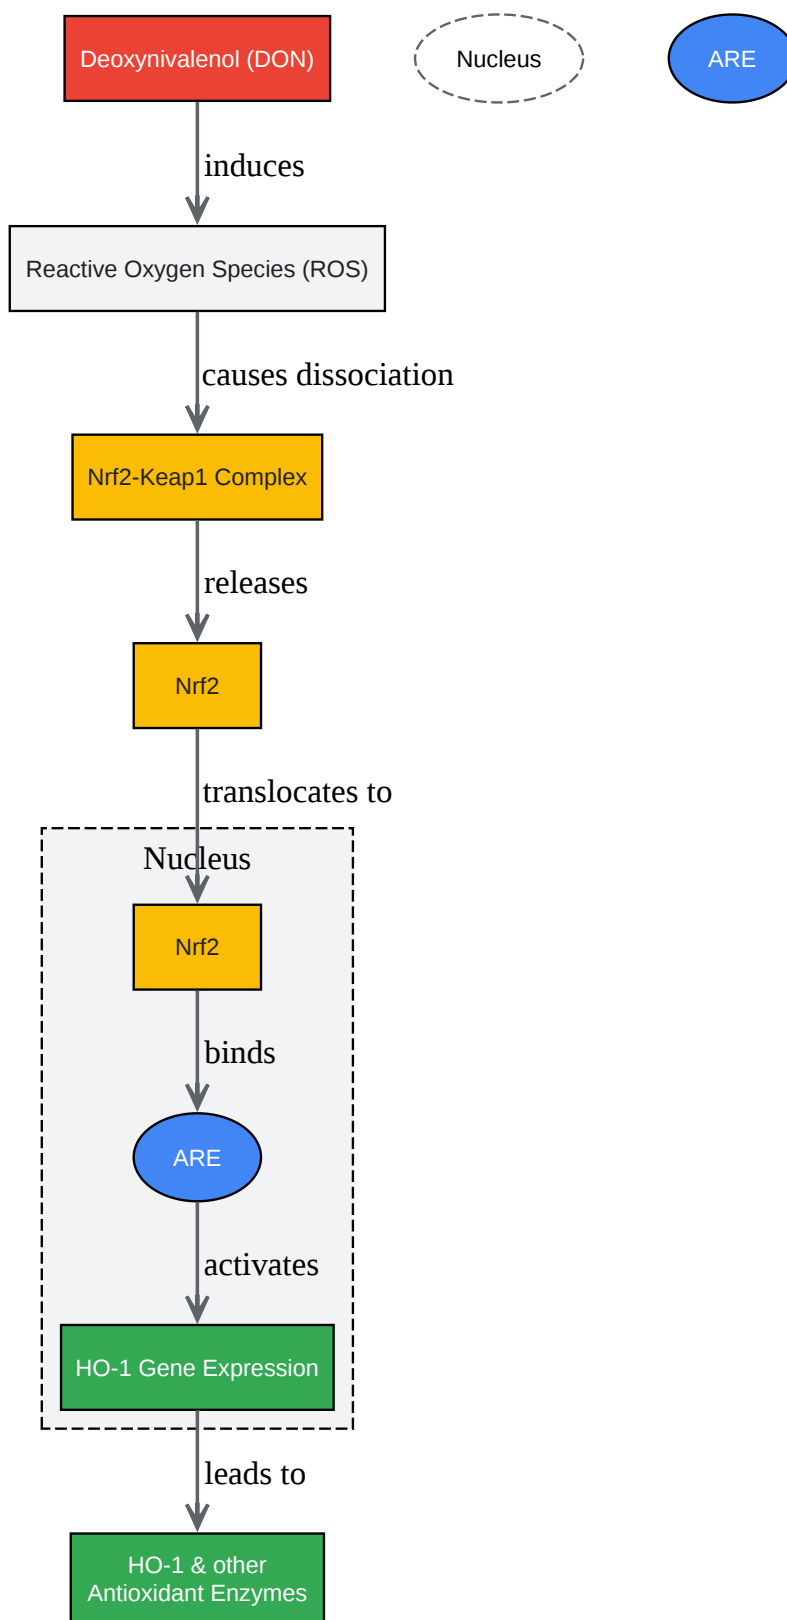 Deoxynivalenol (DON)
Nucleus
ARE
induces
Reactive Oxygen Species (ROS)
causes dissociation
Nrf2-Keap1 Complex
releases
Nrf2
translocates to
Nucleus
Nrf2
binds
ARE
activates
HO-1 Gene Expression
leads to
HO-1 & other
Antioxidant Enzymes